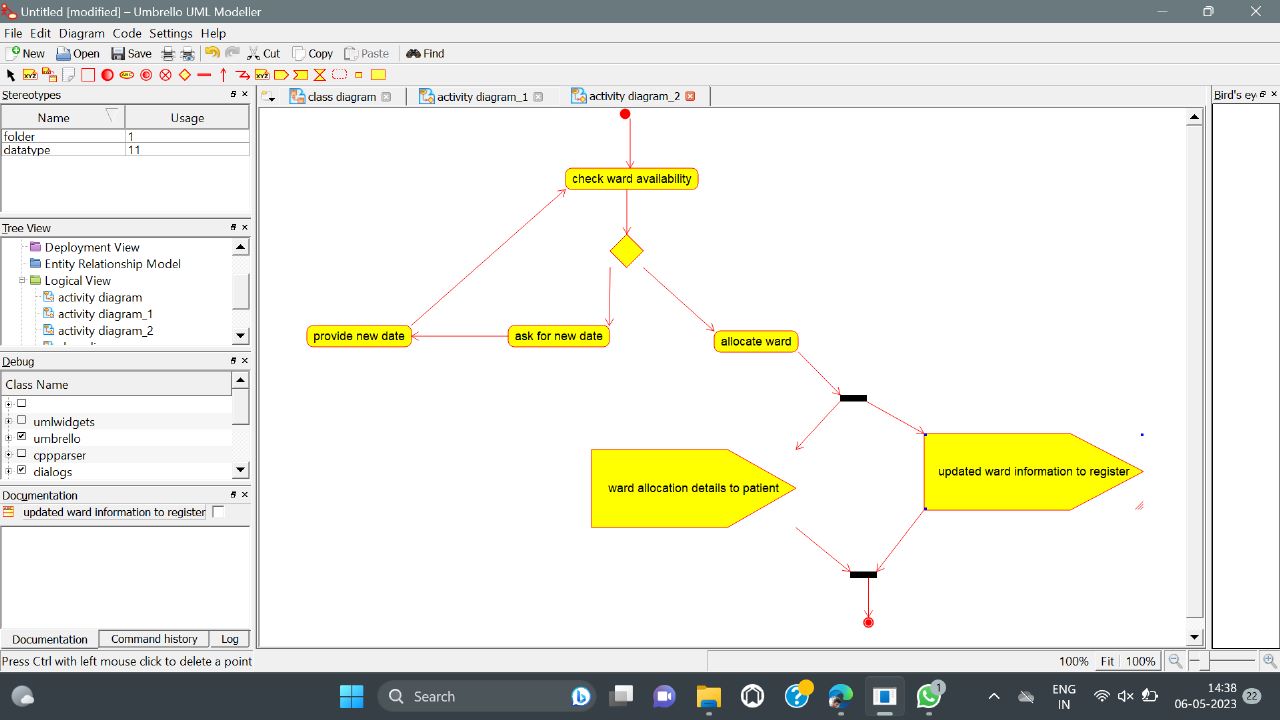 Untitled [modified] – Umbrello UML Modeller
File Edit Diagram Code Settings Help
New Open Save Cut Copy Paste Find
Stereotypes
Name Usage
folder 1
datatype 11
Tree View
Deployment View
Entity Relationship Model
Logical View
activity diagram
activity diagram_1
activity diagram_2
Debug
Class Name
umlwidgets
umbrello
cppparser
dialogs
Documentation
updated ward information to register
Documentation Command history Log
Press Ctrl with left mouse click to delete a point
class diagram activity diagram_1 activity diagram_2
check ward availability
provide new date
ask for new date
allocate ward
ward allocation details to patient
updated ward information to register
Bird's ey
100% Fit 100%
Search
1
ENG
IN
14:38
06-05-2023
22